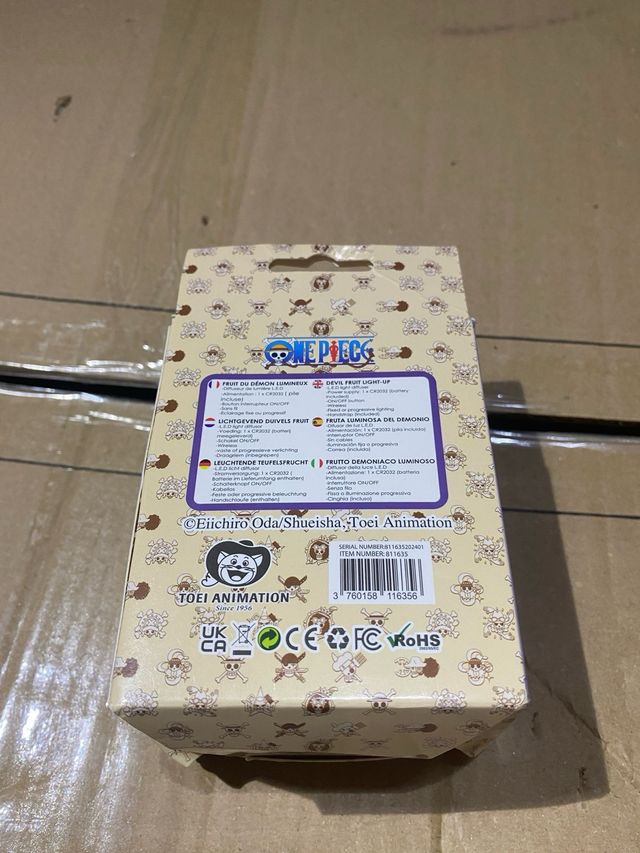 ONE PIECE
FRUIT DU DÉMON LUMINEUX
-Diffuseur de lumière L.E.D
-Alimentation : 1 x CR2032 ( pile
incluse)
-Bouton interrupteur ON/OFF
-Sans fil
-Éclairage fixe ou progressif
LICHTGEVEND DUIVELS FRUIT
-L.E.D light diffuser
-Voeding: 1 x CR2032 (batterij
meegeleverd)
-Schakel ON/OFF
-Wireless
-vaste of progressieve verlichting
-Draagriem (inbegrepen)
LEUCHTENDE TEUFELSFRUCHT
-L.E.D licht diffusor
-Stromversorgung: 1 x CR2032 (
Batterie im Lieferumfang enthalten)
-Schalterknopf ON/OFF
-Kabellos
-Feste oder progressive beleuchtung
-Handschlaufe (enthalten)
DEVIL FRUIT LIGHT-UP
-L.E.D light diffuser
-Power supply: 1 x CR2032 (battery
included)
-On/OFF button
-Wireless
-Fixed or progressive lighting
-Handstrap (included)
FRUTA LUMINOSA DEL DEMONIO
-Difusor de luz L.E.D
-Alimentación: 1 x CR2032 (pila incluida)
-Interruptor ON/OFF
-Sin cables
-Iluminación fija o progresiva
-Correa (incluida)
FRUTTO DEMONIACO LUMINOSO
-Diffusor della luce L.E.D
-Alimentazione: 1 x CR2032 (batteria
inclusa)
-Interruttore ON/OFF
-Senza filo
-Fissa o illuminazione progressiva
-Cinghia (inclusa)
©Eiichiro Oda/Shueisha, Toei Animation
TOEI ANIMATION
Since 1956
SERIAL NUMBER:811635202401
ITEM NUMBER: 811635
3 760158 116356
UK
CA
CE
FC
RoHS